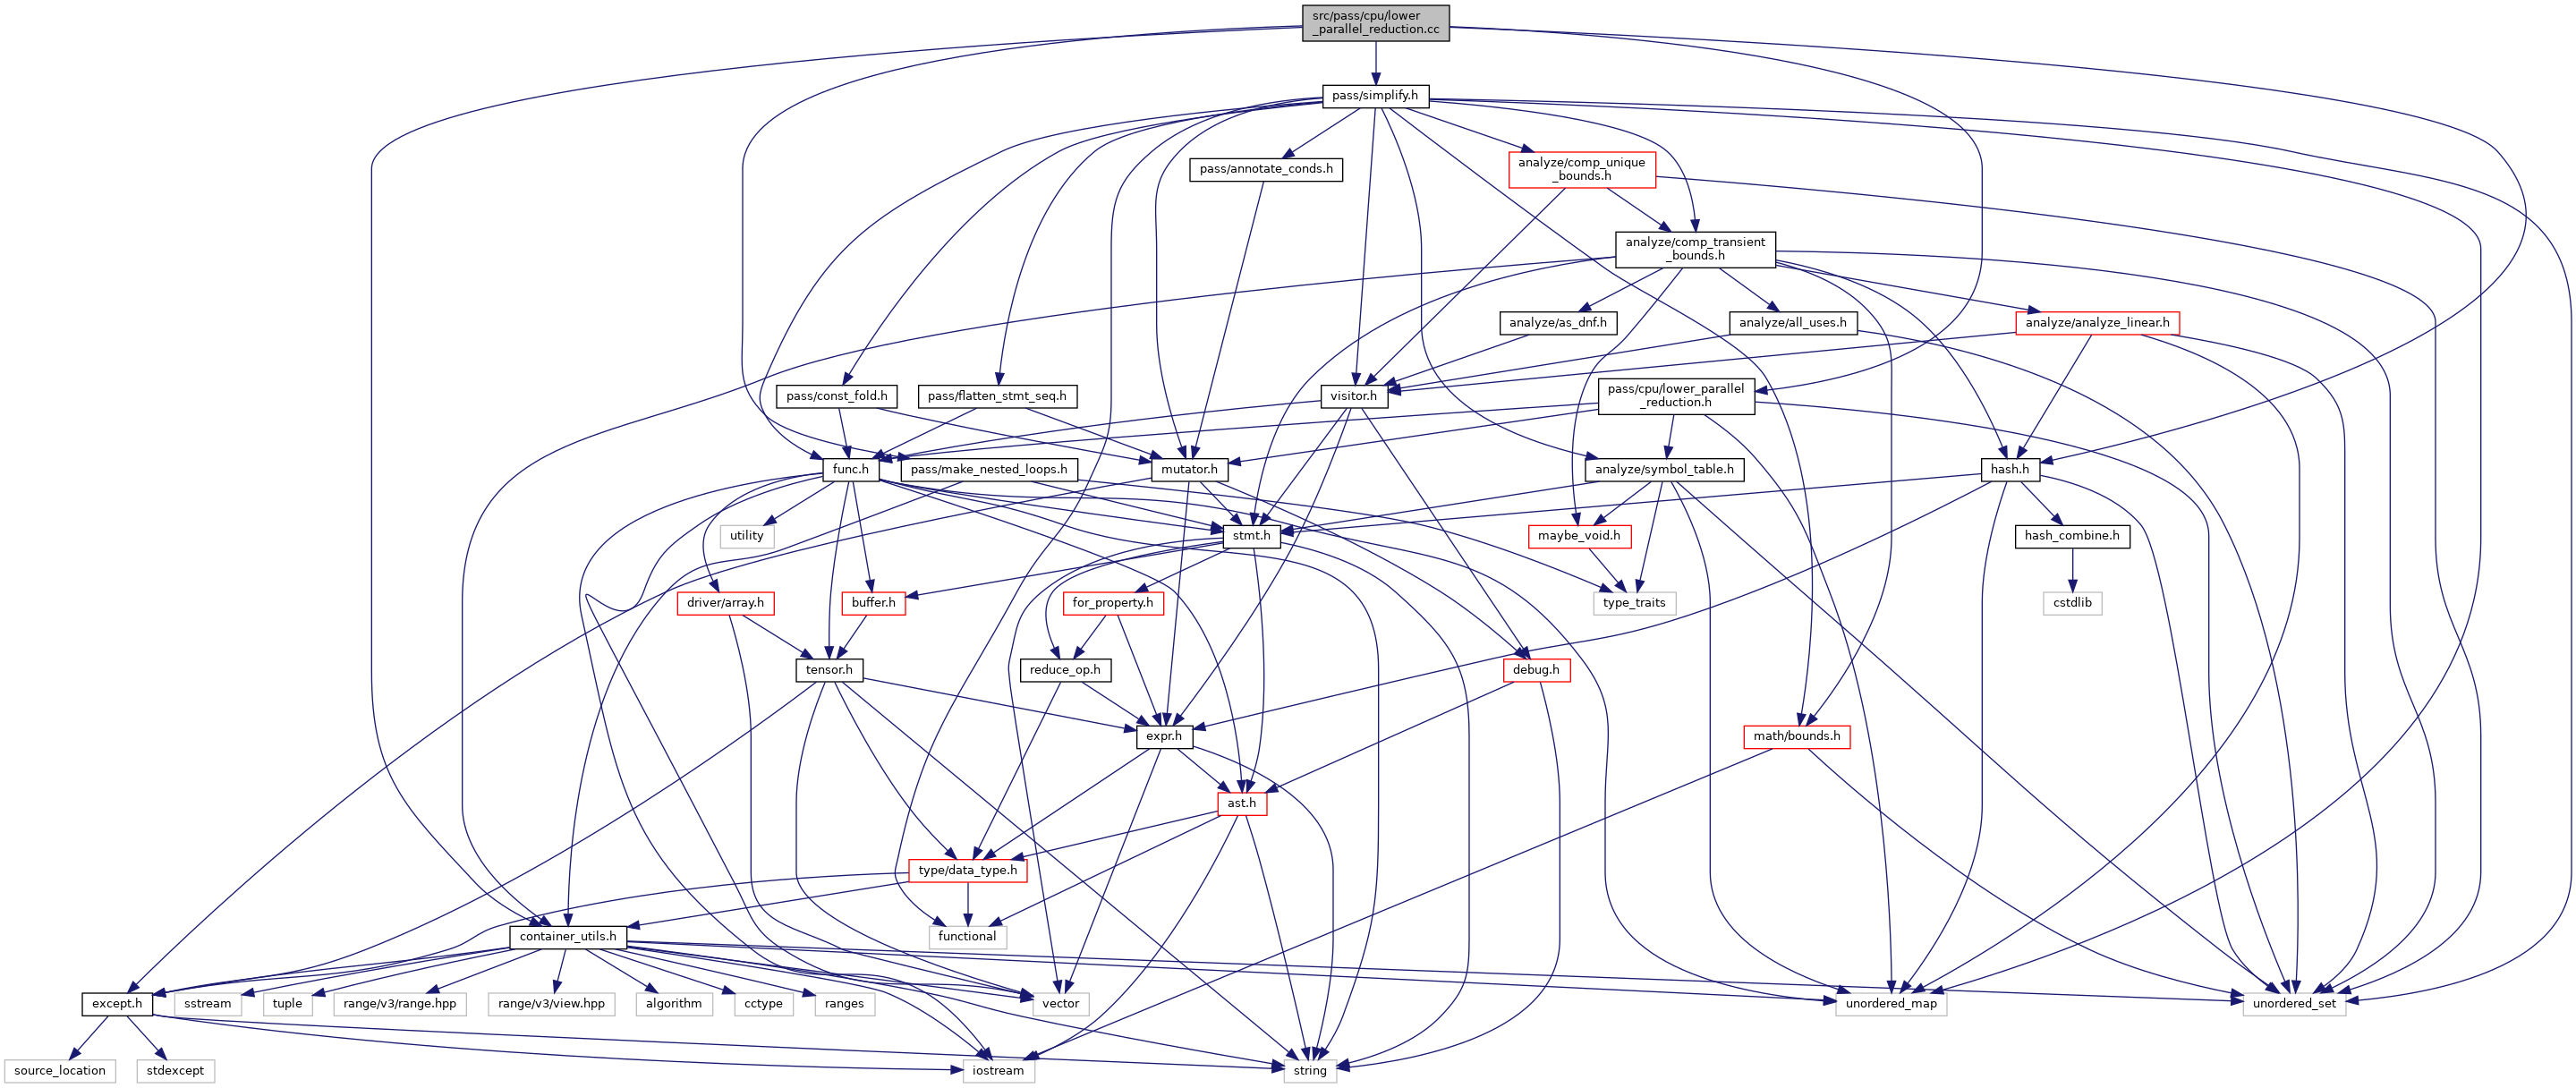 src/pass/cpu/lower
_parallel_reduction.cc
pass/simplify.h
pass/annotate_conds.h
analyze/comp_unique
_bounds.h
analyze/comp_transient
_bounds.h
analyze/as_dnf.h
analyze/all_uses.h
analyze/analyze_linear.h
pass/const_fold.h
pass/flatten_stmt_seq.h
visitor.h
pass/cpu/lower_parallel
_reduction.h
func.h
pass/make_nested_loops.h
mutator.h
analyze/symbol_table.h
hash.h
utility
stmt.h
maybe_void.h
hash_combine.h
driver/array.h
buffer.h
for_property.h
type_traits
cstdlib
tensor.h
reduce_op.h
debug.h
expr.h
math/bounds.h
ast.h
type/data_type.h
container_utils.h
functional
except.h
sstream
tuple
range/v3/range.hpp
range/v3/view.hpp
algorithm
cctype
ranges
vector
unordered_map
unordered_set
source_location
stdexcept
iostream
string